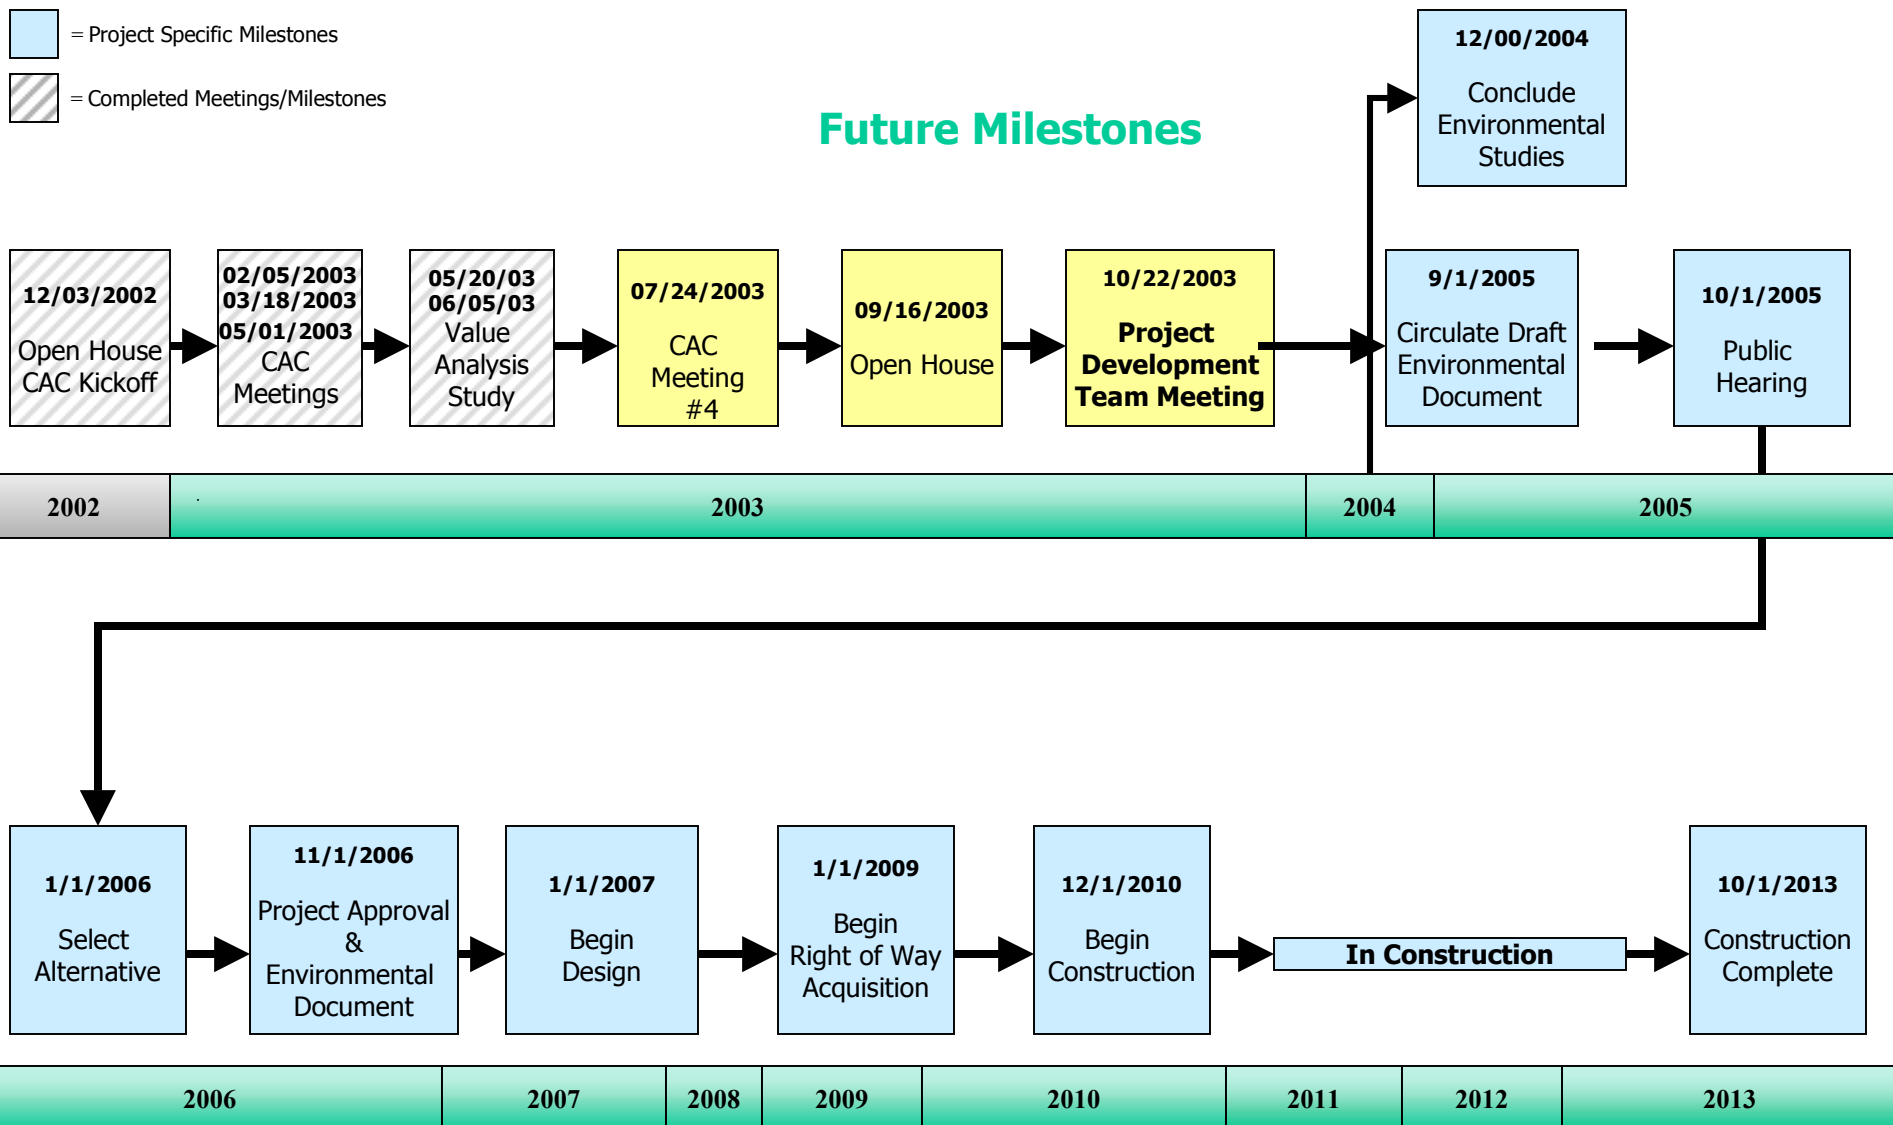 = Project Specific Milestones
= Completed Meetings/Milestones
Future Milestones
12/00/2004
Conclude
Environmental
Studies
12/03/2002
Open House
CAC Kickoff
02/05/2003
03/18/2003
05/01/2003
CAC
Meetings
05/20/03
06/05/03
Value
Analysis
Study
07/24/2003
CAC
Meeting
#4
09/16/2003
Open House
10/22/2003
Project
Development
Team Meeting
9/1/2005
Circulate Draft
Environmental
Document
10/1/2005
Public
Hearing
2002
2003
2004
2005
1/1/2006
Select
Alternative
11/1/2006
Project Approval
&
Environmental
Document
1/1/2007
Begin
Design
1/1/2009
Begin
Right of Way
Acquisition
12/1/2010
Begin
Construction
In Construction
10/1/2013
Construction
Complete
2006
2007
2008
2009
2010
2011
2012
2013